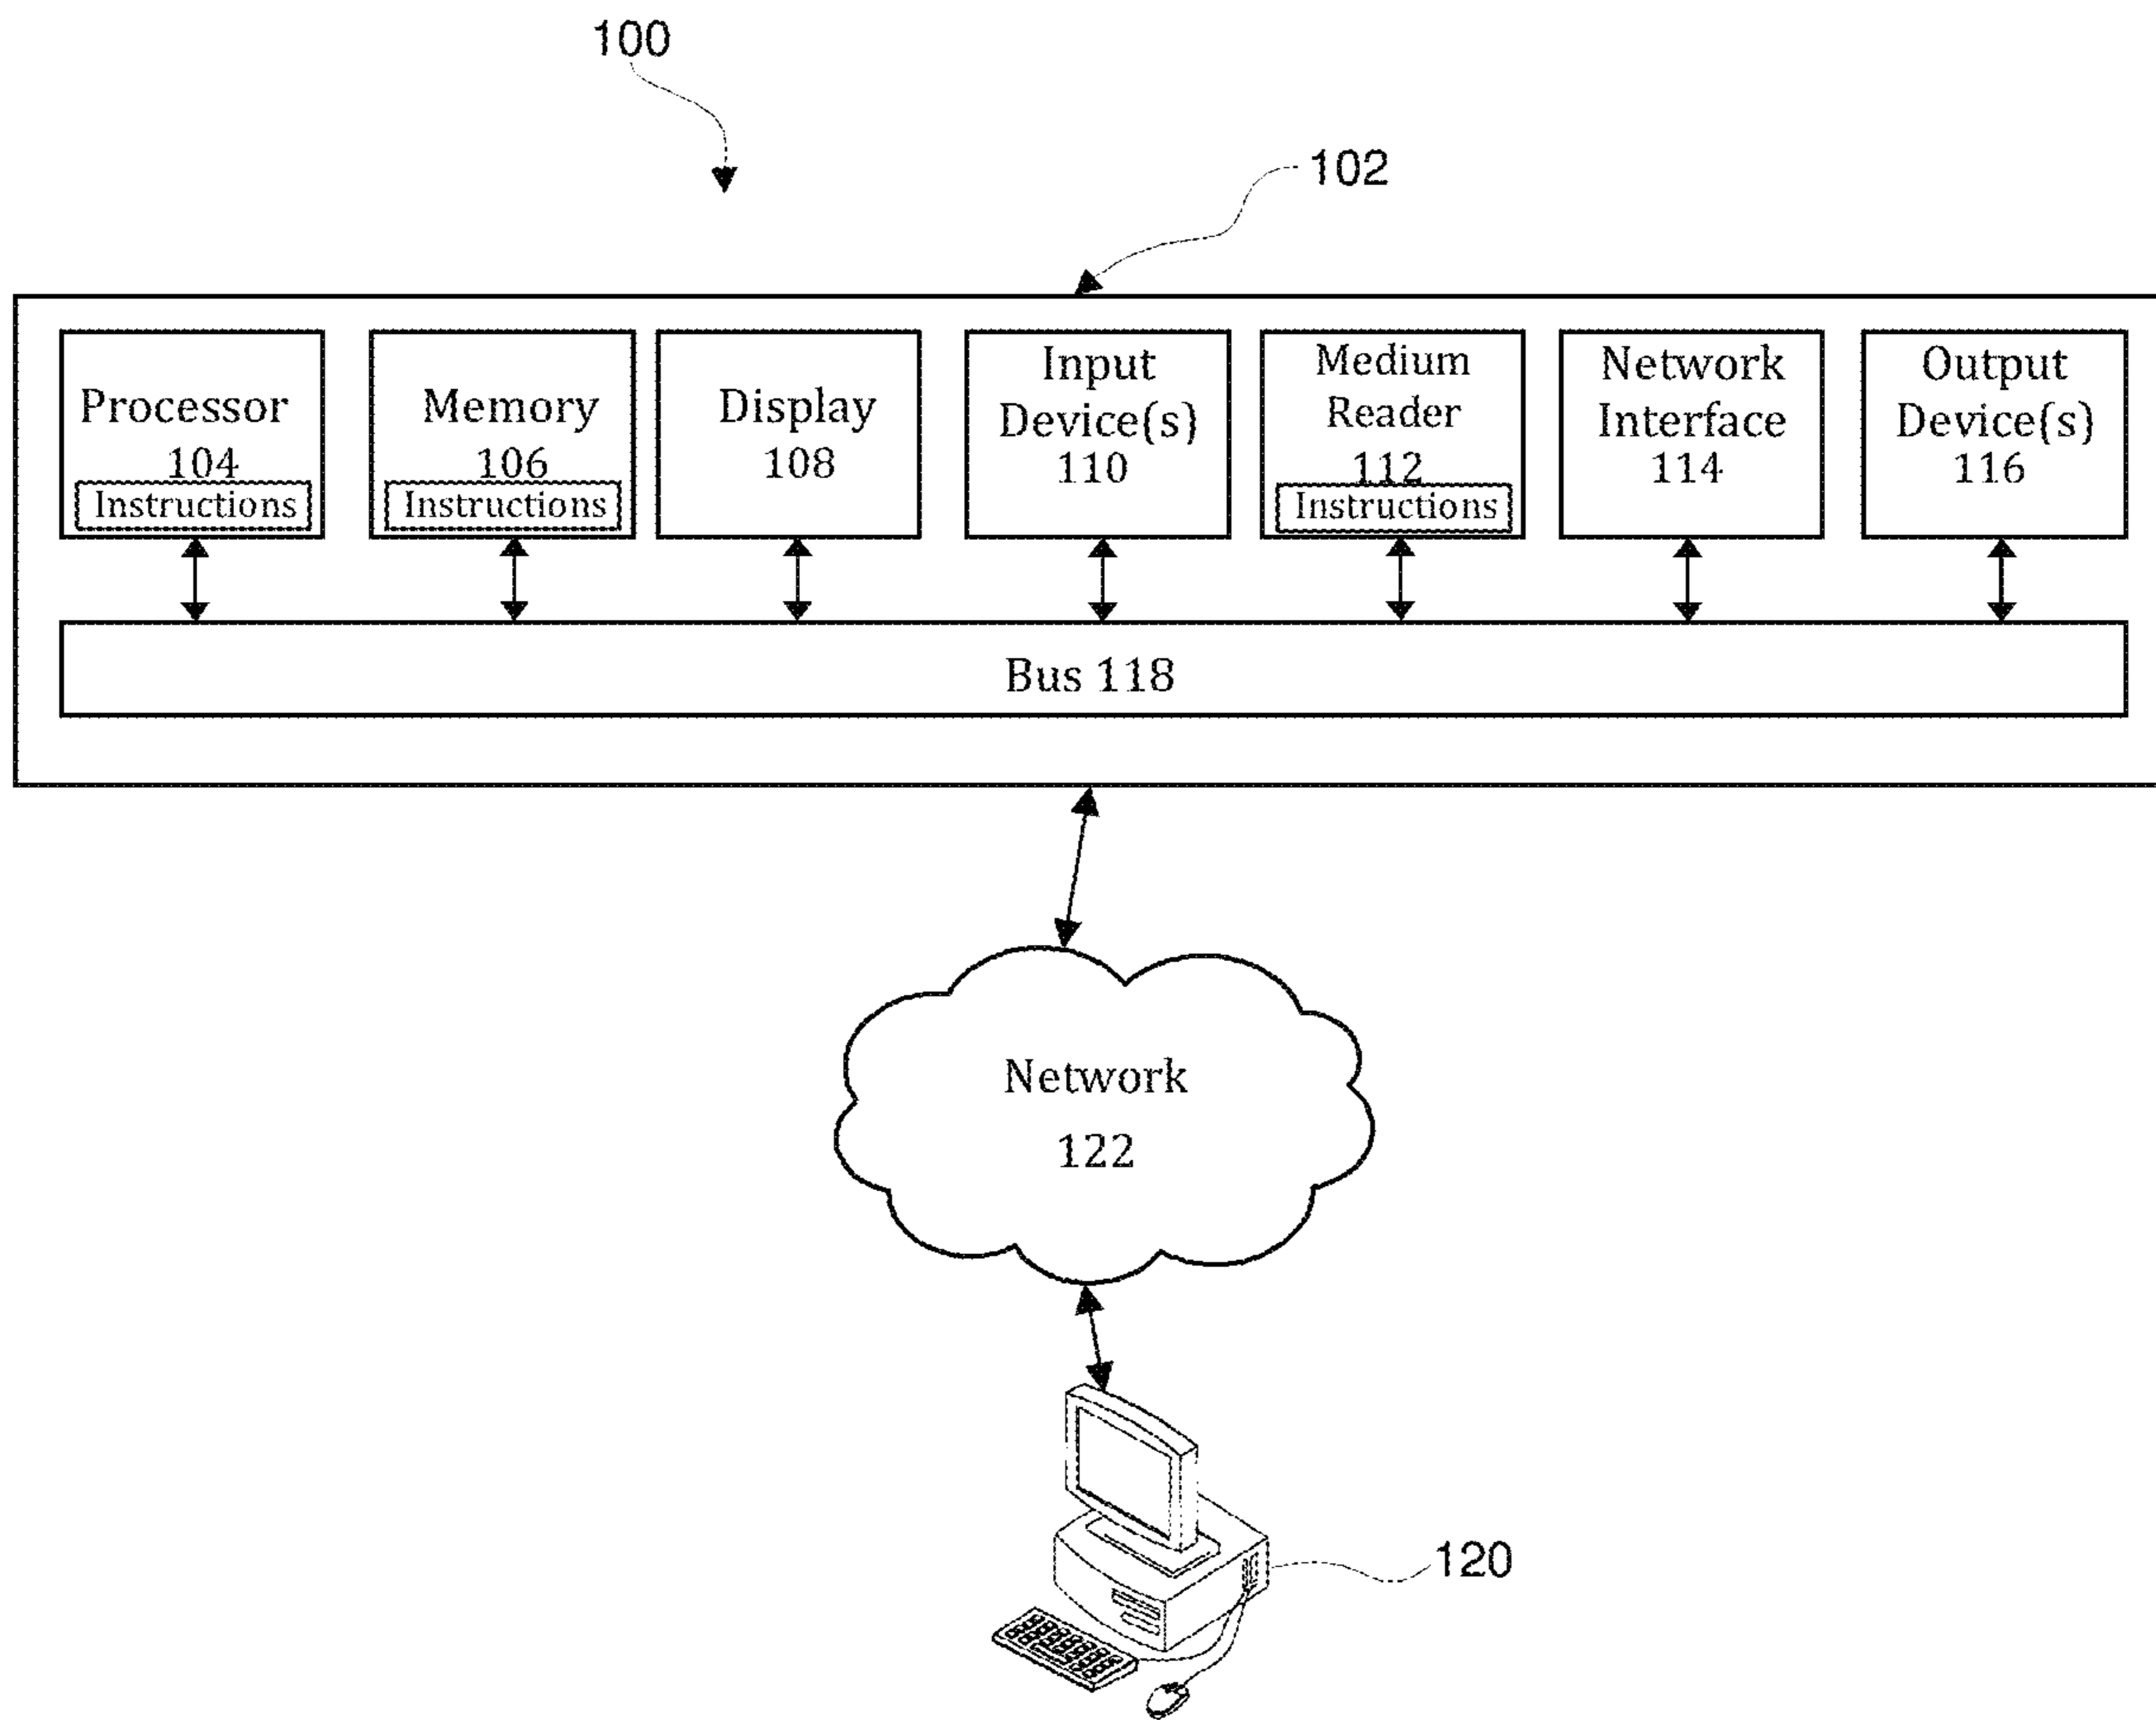 100
102
Processor
104
Instructions
Memory
106
Instructions
Display
108
Input
Device(s)
110
Medium
Reader
112
Instructions
Network
Interface
114
Output
Device(s)
116
Bus 118
Network
122
120